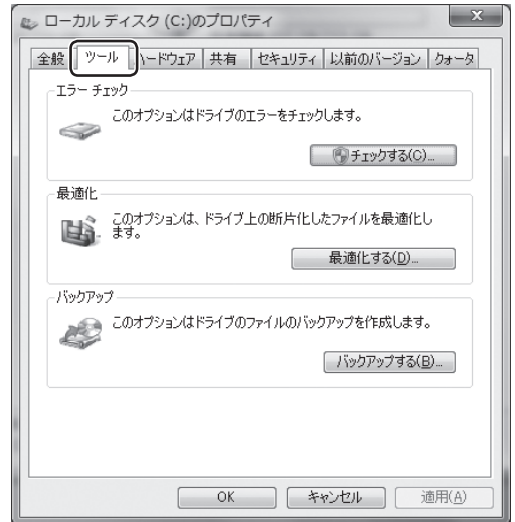 ローカル ディスク (C:)のプロパティ
X
全般 ツール ハードウェア 共有 セキュリティ 以前のバージョン クォータ
エラー チェック
このオプションはドライブのエラーをチェックします。
チェックする(C)...
最適化
このオプションは、ドライブ上の断片化したファイルを最適化し
ます。
最適化する(D)...
バックアップ
このオプションはドライブのファイルのバックアップを作成します。
バックアップする(B)...
OK キャンセル 適用(A)